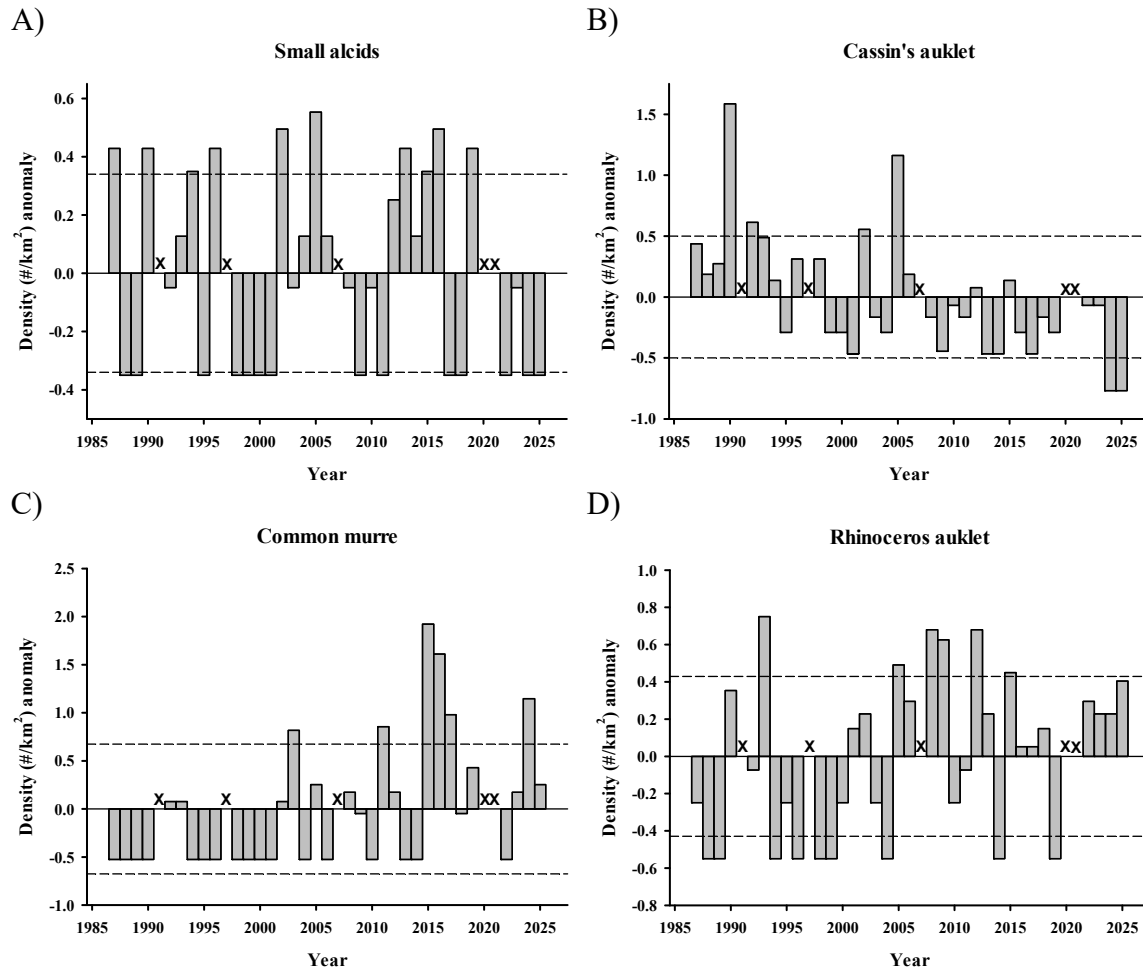 A)
Small alcids
Density (#/km²) anomaly
0.6
0.4
0.2
0.0
-0.2
-0.4
x x x x x
1985 1990 1995 2000 2005 2010 2015 2020 2025
Year
B)
Cassin's auklet
Density (#/km²) anomaly
1.5
1.0
0.5
0.0
-0.5
-1.0
x x x x x
1985 1990 1995 2000 2005 2010 2015 2020 2025
Year
C)
Common murre
Density (#/km²) anomaly
2.5
2.0
1.5
1.0
0.5
0.0
-0.5
-1.0
x x x x x
1985 1990 1995 2000 2005 2010 2015 2020 2025
Year
D)
Rhinoceros auklet
Density (#/km²) anomaly
1.0
0.8
0.6
0.4
0.2
0.0
-0.2
-0.4
-0.6
-0.8
x x x x x
1985 1990 1995 2000 2005 2010 2015 2020 2025
Year